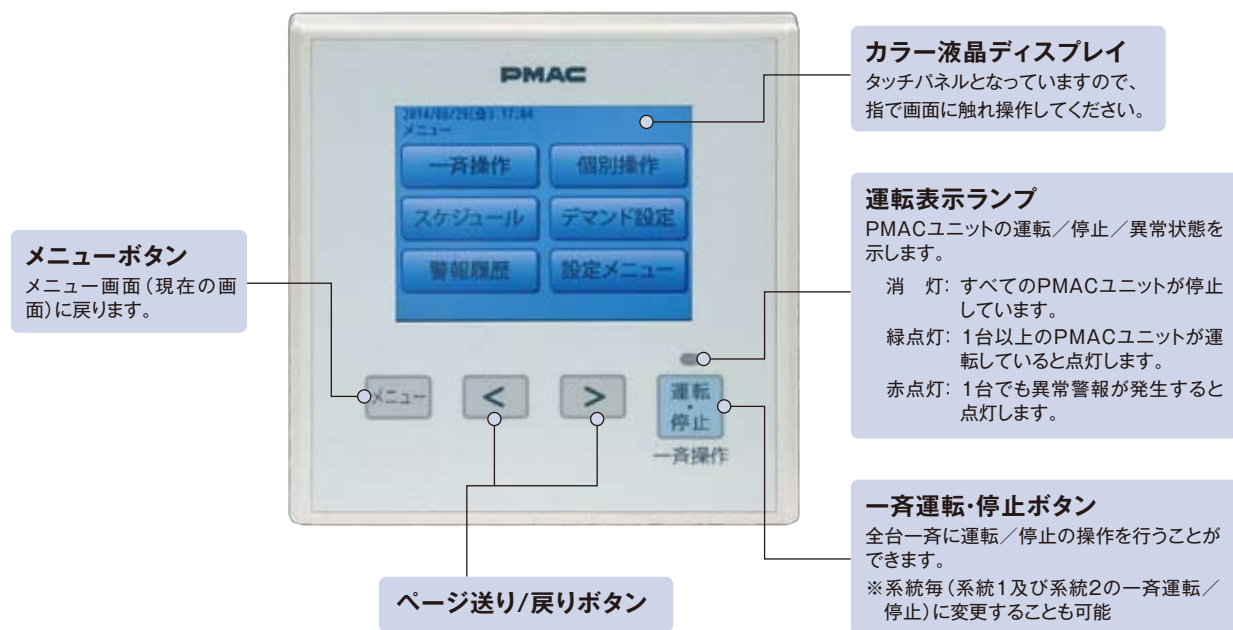 PMAC
2014/08/29(金) 17:04
メニュー
一斉操作
個別操作
スケジュール
デマンド設定
警報履歴
設定メニュー
メニュー
<
>
運転
・
停止
一斉操作
メニューボタン
メニュー画面（現在の画
面）に戻ります。
ページ送り/戻りボタン
カラー液晶ディスプレイ
タッチパネルとなっていますので、
指で画面に触れ操作してください。
運転表示ランプ
PMACユニットの運転／停止／異常状態を
示します。
消　灯： すべてのPMACユニットが停止
しています。
緑点灯： 1台以上のPMACユニットが運
転していると点灯します。
赤点灯： 1台でも異常警報が発生すると
点灯します。
一斉運転・停止ボタン
全台一斉に運転／停止の操作を行うことが
できます。
※系統毎（系統1及び系統2の一斉運転／
停止）に変更することも可能